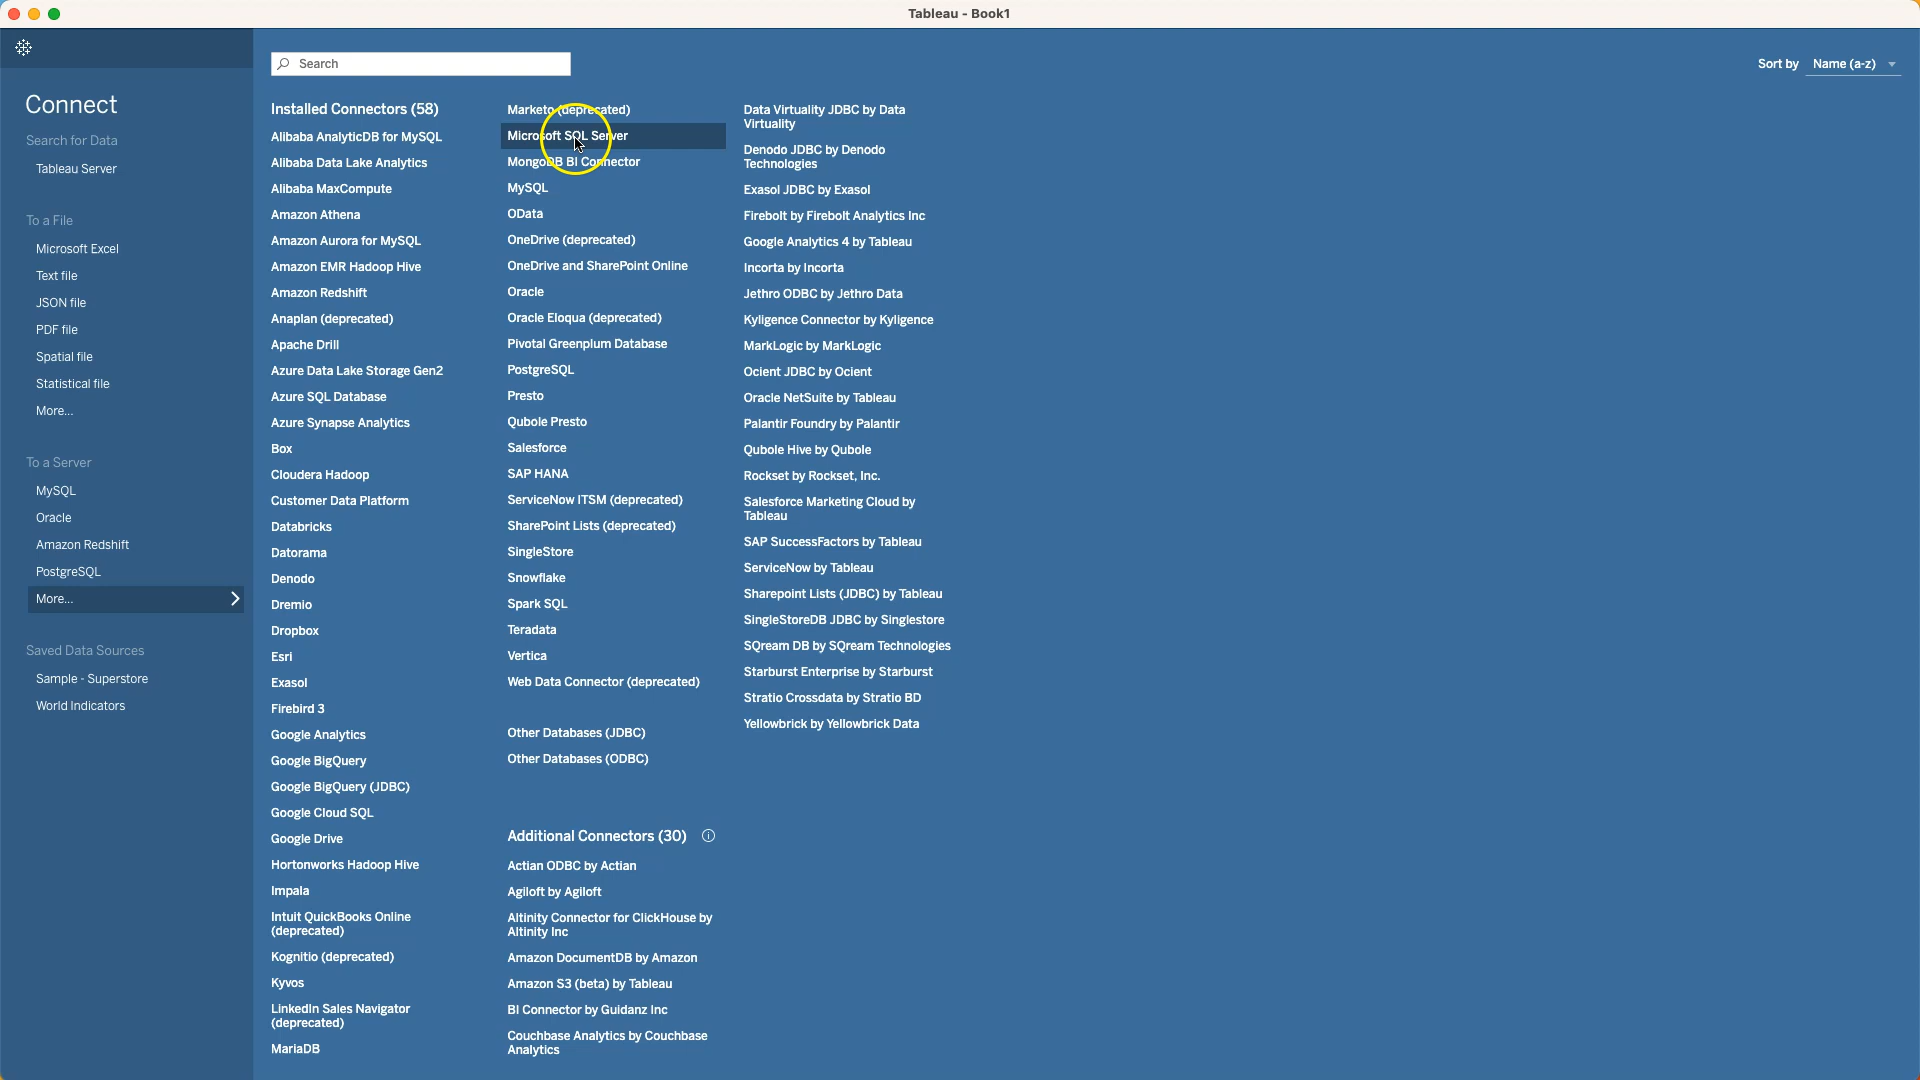 Tableau - Book1
Connect
Search for Data
Tableau Server
To a File
Microsoft Excel
Text file
JSON file
PDF file
Spatial file
Statistical file
More...
To a Server
MySQL
Oracle
Amazon Redshift
PostgreSQL
More...
Saved Data Sources
Sample - Superstore
World Indicators
Search
Sort by Name (a-z)
Installed Connectors (58)
Alibaba AnalyticDB for MySQL
Alibaba Data Lake Analytics
Alibaba MaxCompute
Amazon Athena
Amazon Aurora for MySQL
Amazon EMR Hadoop Hive
Amazon Redshift
Anaplan (deprecated)
Apache Drill
Azure Data Lake Storage Gen2
Azure SQL Database
Azure Synapse Analytics
Box
Cloudera Hadoop
Customer Data Platform
Databricks
Datorama
Denodo
Dremio
Dropbox
Esri
Exasol
Firebird 3
Google Analytics
Google BigQuery
Google BigQuery (JDBC)
Google Cloud SQL
Google Drive
Hortonworks Hadoop Hive
Impala
Intuit QuickBooks Online
(deprecated)
Kognitio (deprecated)
Kyvos
LinkedIn Sales Navigator
(deprecated)
MariaDB
Marketo (deprecated)
Microsoft SQL Server
MongoDB BI Connector
MySQL
OData
OneDrive (deprecated)
OneDrive and SharePoint Online
Oracle
Oracle Eloqua (deprecated)
Pivotal Greenplum Database
PostgreSQL
Presto
Qubole Presto
Salesforce
SAP HANA
ServiceNow ITSM (deprecated)
SharePoint Lists (deprecated)
SingleStore
Snowflake
Spark SQL
Teradata
Vertica
Web Data Connector (deprecated)
Other Databases (JDBC)
Other Databases (ODBC)
Additional Connectors (30)
Actian ODBC by Actian
Agiloft by Agiloft
Altinity Connector for ClickHouse by
Altinity Inc
Amazon DocumentDB by Amazon
Amazon S3 (beta) by Tableau
BI Connector by Guidanz Inc
Couchbase Analytics by Couchbase
Analytics
Data Virtuality JDBC by Data
Virtuality
Denodo JDBC by Denodo
Technologies
Exasol JDBC by Exasol
Firebolt by Firebolt Analytics Inc
Google Analytics 4 by Tableau
Incorta by Incorta
Jethro ODBC by Jethro Data
Kyligence Connector by Kyligence
MarkLogic by MarkLogic
Ocient JDBC by Ocient
Oracle NetSuite by Tableau
Palantir Foundry by Palantir
Qubole Hive by Qubole
Rockset by Rockset, Inc.
Salesforce Marketing Cloud by
Tableau
SAP SuccessFactors by Tableau
ServiceNow by Tableau
Sharepoint Lists (JDBC) by Tableau
SingleStoreDB JDBC by Singlestore
SQream DB by SQream Technologies
Starburst Enterprise by Starburst
Stratio Crossdata by Stratio BD
Yellowbrick by Yellowbrick Data